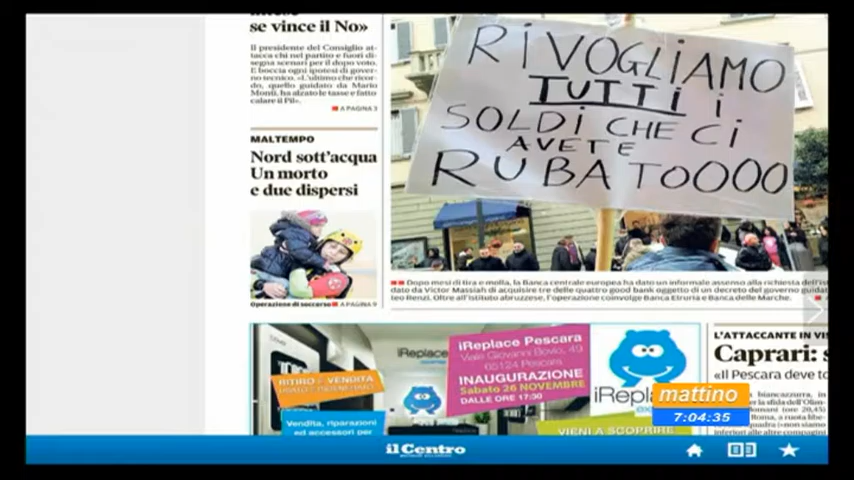 se vince il No»
Il presidente del Consiglio at-
tacca chi nel partito e fuori di-
segna scenari per il dopo voto.
E boccia ogni ipotesi di gover-
no tecnico. «L'ultimo che ricor-
do, quello guidato da Mario
Monti, ha alzato le tasse e fatto
calare il Pil».
A PAGINA 3
MALTEMPO
Nord sott'acqua
Un morto
e due dispersi
Operazione di soccorso A PAGINA 9
RIVOGLIAMO
TUTTI i
SOLDI CHE CI
AVETE
RUBATOOOO
Dopo mesi di tira e molla, la Banca centrale europea ha dato un informale assenso alla richiesta dell'is
dato da Victor Massiah di acquisire tre delle quattro good bank oggetto di un decreto del governo guidat
teo Renzi. Oltre all'istituto abruzzese, l'operazione coinvolge Banca Etruria e Banca delle Marche.
iReplace
RITIRO E VENDITA
Vendita, riparazioni
ed accessori per
iReplace Pescara
Viale Giovanni Bovio, 49
65124 Pescara
INAUGURAZIONE
Sabato 26 NOVEMBRE
DALLE ORE 17:30
iRepla
VIENI A SCOPRIRE
L'ATTACCANTE IN VI
Caprari: s
«Il Pescara deve to
mattino
7:04:35
il Centro